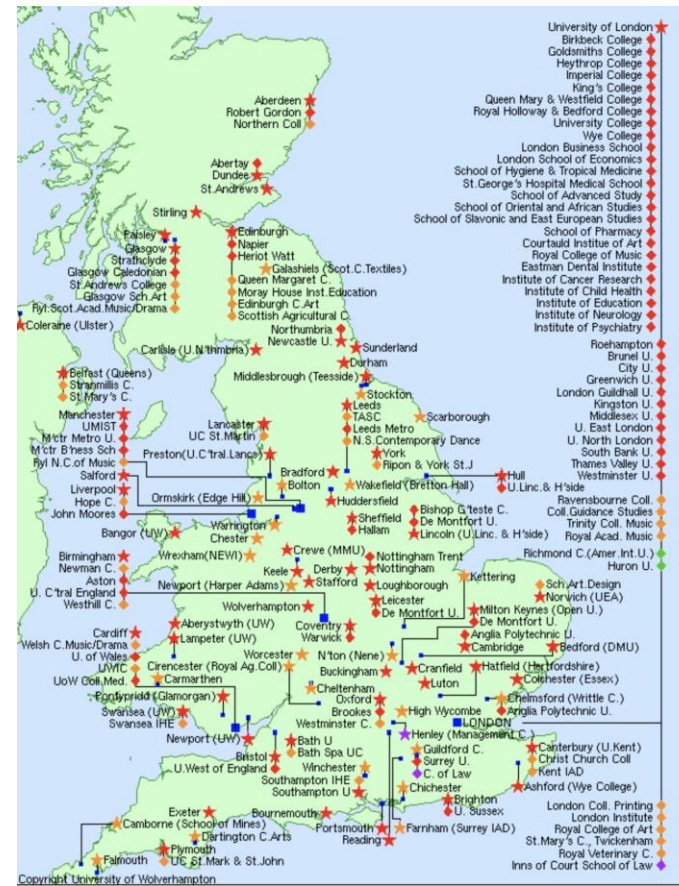 University of London
Birkbeck College
Goldsmiths College
Heythrop College
Imperial College
King's College
Queen Mary & Westfield College
Royal Holloway & Bedford College
University College
Wye College
London Business School
London School of Economics
School of Hygiene & Tropical Medicine
St.George's Hospital Medical School
School of Advanced Study
School of Oriental and African Studies
School of Slavonic and East European Studies
School of Pharmacy
Courtauld Institue of Art
Royal College of Music
Eastman Dental Institute
Institute of Cancer Research
Institute of Child Health
Institute of Education
Institute of Neurology
Institute of Psychiatry
Roehampton
Brunel U.
City U.
Greenwich U.
London Guildhall U.
Kingston U.
Middlesex U.
U. East London
U. North London
South Bank U.
Thames Valley U.
Westminster U.
Ravensbourne Coll.
Coll.Guidance Studies
Trinity Coll. Music
Royal Acad. Music
Richmond C.(Amer.Int.U.)
Huron U.
London Coll. Printing
London Institute
Royal College of Art
St.Mary's C., Twickenham
Royal Veterinary C.
Inns of Court School of Law
Aberdeen
Robert Gordon
Northern Coll
Abertay
Dundee
St.Andrews
Stirling
Paisley
Glasgow
Strathclyde
Glasgow Caledonian
St.Andrews College
Glasgow Sch.Art
Ryl.Scot.Acad.Music/Drama
Edinburgh
Napier
Heriot Watt
Galashiels (Scot.C.Textiles)
Queen Margaret C.
Moray House Inst.Education
Edinburgh C.Art
Scottish Agricultural C.
Coleraine (Ulster)
Northumbria
Newcastle U.
Carlisle (U.N'thmbria)
Sunderland
Durham
Middlesbrough (Teesside)
Stockton
Belfast (Queens)
Stranmillis C.
St.Mary's C.
Leeds
TASC
Leeds Metro
N.S.Contemporary Dance
Scarborough
Manchester
UMIST
M'ctr Metro U.
M'ctr B'ness Sch
Ryl N.C.of Music
Salford
Liverpool
Hope C.
John Moores
Lancaster
UC St.Martin
Preston(U.C'tral.Lancs)
York
Ripon & York St.J
Bradford
Bolton
Wakefield (Bretton Hall)
Hull
U.Linc.& H'side
Ormskirk (Edge Hill)
Huddersfield
Bishop G'teste C.
De Montfort U.
Lincoln (U.Linc. & H'side)
Sheffield
Hallam
Bangor (UW)
Warrington
Chester
Wrexham(NEWI)
Crewe (MMU)
Nottingham Trent
Nottingham
Birmingham
Newman C.
Aston
U. C'tral England
Westhill C.
Keele
Derby
Stafford
Loughborough
Newport (Harper Adams)
Kettering
Sch.Art.Design
Norwich (UEA)
Wolverhampton
Leicester
De Montfort U.
Milton Keynes (Open U.)
De Montfort U.
Anglia Polytechnic U.
Cambridge
Bedford (DMU)
Aberystwyth (UW)
Lampeter (UW)
Coventry
Warwick
Cardiff
Welsh C.Music/Drama
U. of Wales
UWIC
UoW Coll.Med.
Worcester
N'ton (Nene)
Cirencester (Royal Ag.Coll)
Carmarthen
Buckingham
Cranfield
Luton
Hatfield (Hertfordshire)
Colchester (Essex)
Pontypridd (Glamorgan)
Cheltenham
Oxford
Brookes
Westminster C.
Chelmsford (Writtle C.)
Anglia Polytechnic U.
Swansea (UW)
Swansea IHE
High Wycombe
LONDON
Newport (UW)
Henley (Management C.)
Bath U
Bath Spa UC
Guildford C.
Surrey U.
C. of Law
Canterbury (U.Kent)
Christ Church Coll
Kent IAD
Bristol
U.West of England
Winchester
Southampton IHE
Southampton U
Chichester
Ashford (Wye College)
Brighton
U. Sussex
Exeter
Bournemouth
Camborne (School of Mines)
Dartington C.Arts
Portsmouth
Reading
Farnham (Surrey IAD)
Plymouth
UC St.Mark & St.John
Falmouth
Copyright University of Wolverhampton